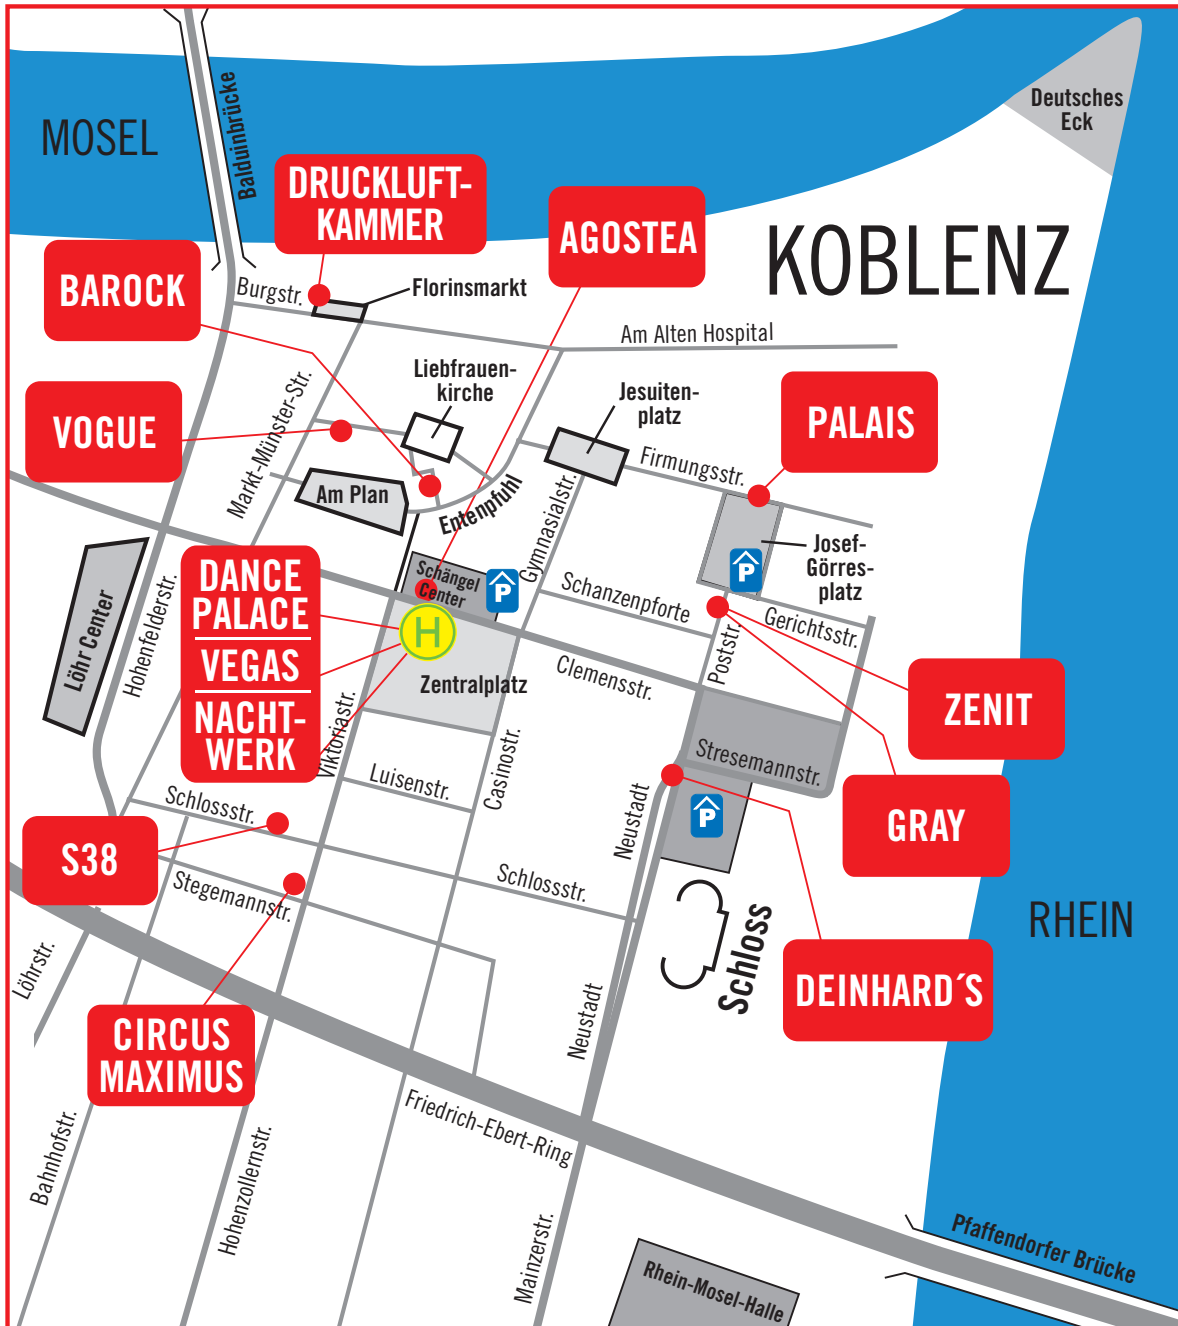 Deutsches
Eck
MOSEL
Balduinbrücke
DRUCKLUFT-
KAMMER
AGOSTEA
KOBLENZ
BAROCK
Burgstr.
Florinsmarkt
Am Alten Hospital
Liebfrauen-
kirche
Jesuiten-
platz
PALAIS
VOGUE
Markt-Münster-Str.
Firmungsstr.
Am Plan
Entenpfuhl
Gymnasialstr.
Josef-
Görres-
platz
P
Schängel
Center
P
DANCE
PALACE
VEGAS
NACHT-
WERK
Löhr Center
Hohenfelderstr.
Schanzenpforte
Gerichtsstr.
Poststr.
H
Zentralplatz
Clemensstr.
ZENIT
Viktoriastr.
Luisenstr.
Casinostr.
Stresemannstr.
Schlossstr.
Neustadt
P
GRAY
S38
Stegemannstr.
Schlossstr.
Schloss
RHEIN
DEINHARD´S
Löhrstr.
CIRCUS
MAXIMUS
Neustadt
Friedrich-Ebert-Ring
Bahnhofstr.
Hohenzollernstr.
Mainzerstr.
Pfaffendorfer Brücke
Rhein-Mosel-Halle